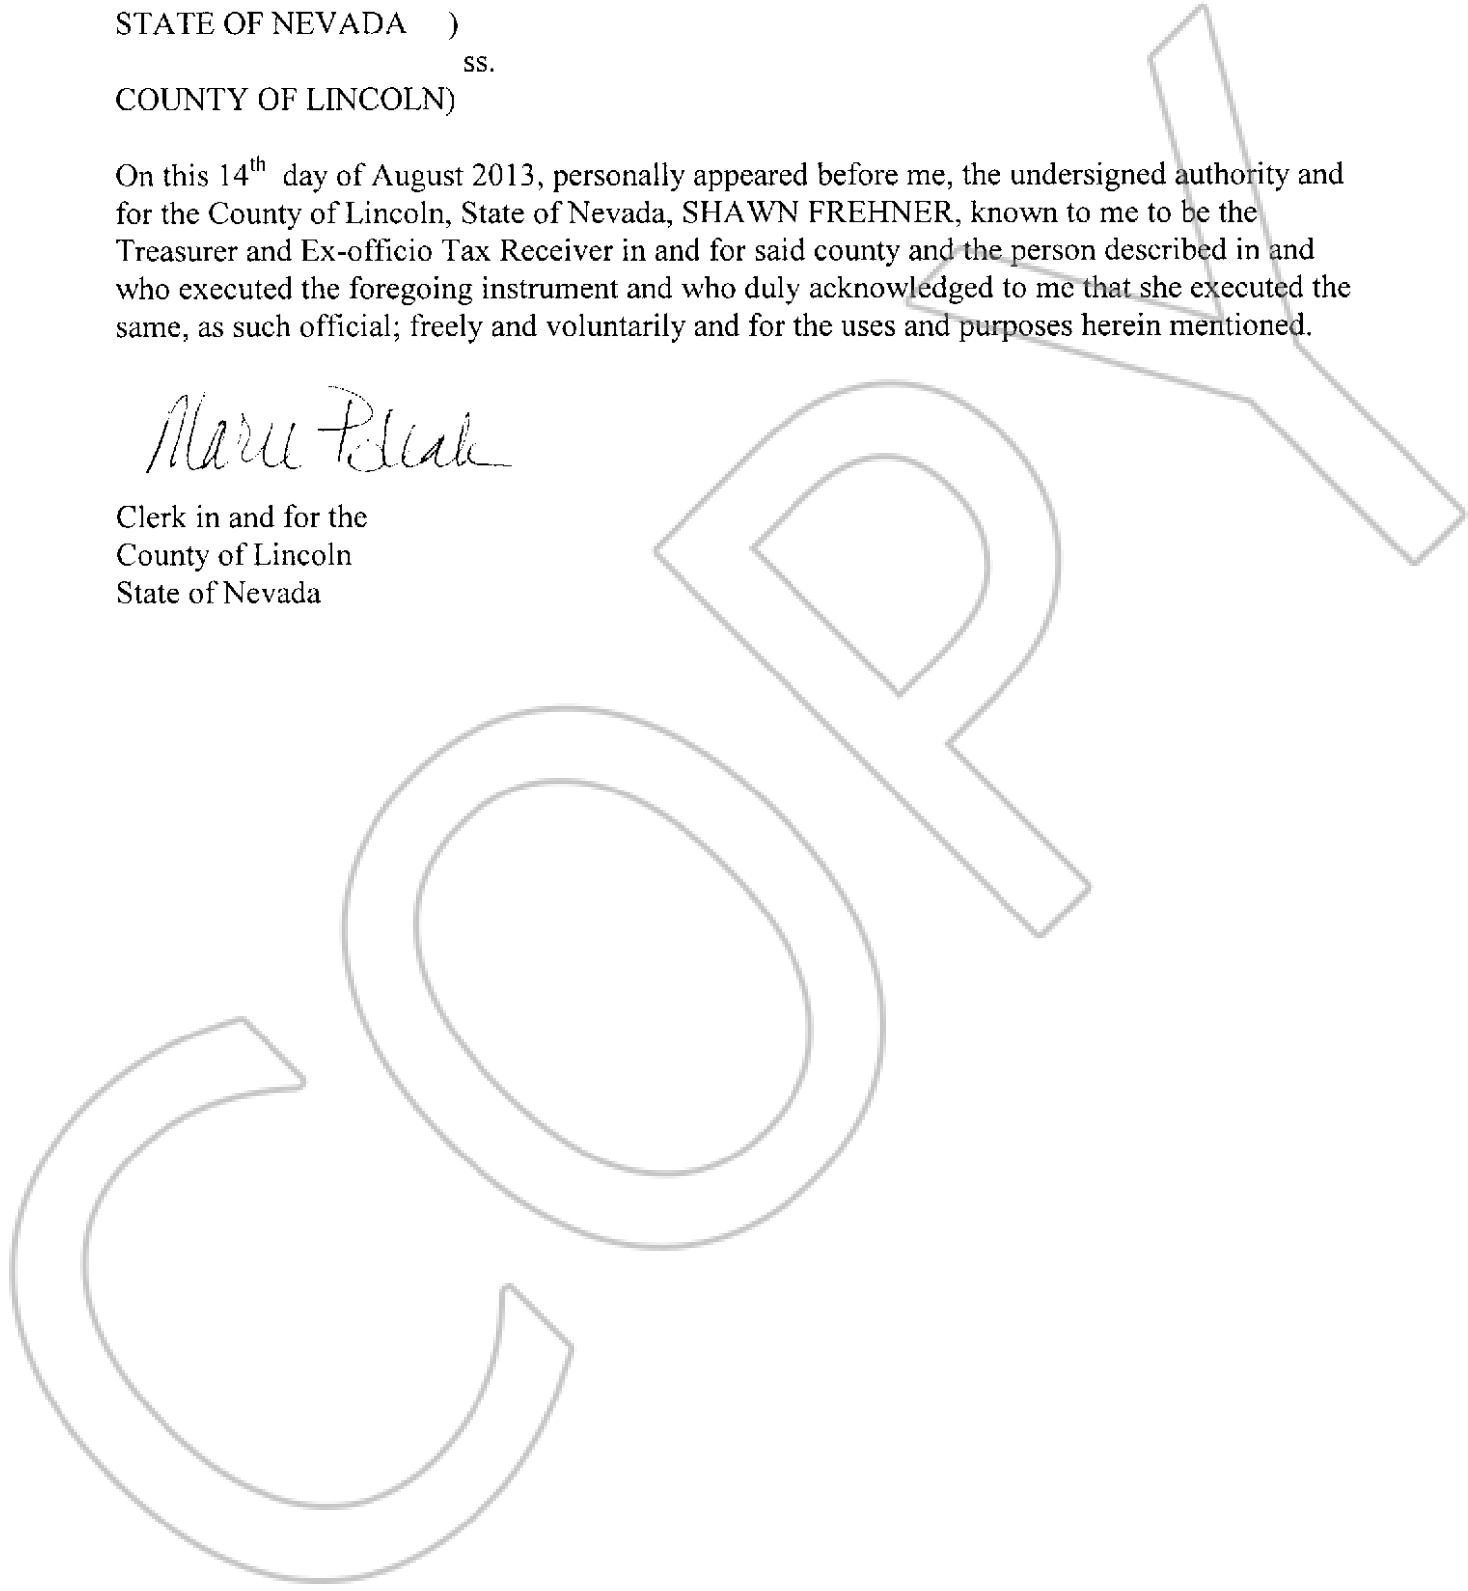 STATE OF NEVADA )
ss.
COUNTY OF LINCOLN)
On this 14th day of August 2013, personally appeared before me, the undersigned authority and
for the County of Lincoln, State of Nevada, SHAWN FREHNER, known to me to be the
Treasurer and Ex-officio Tax Receiver in and for said county and the person described in and
who executed the foregoing instrument and who duly acknowledged to me that she executed the
same, as such official; freely and voluntarily and for the uses and purposes herein mentioned.
Clerk in and for the
County of Lincoln
State of Nevada
COPY